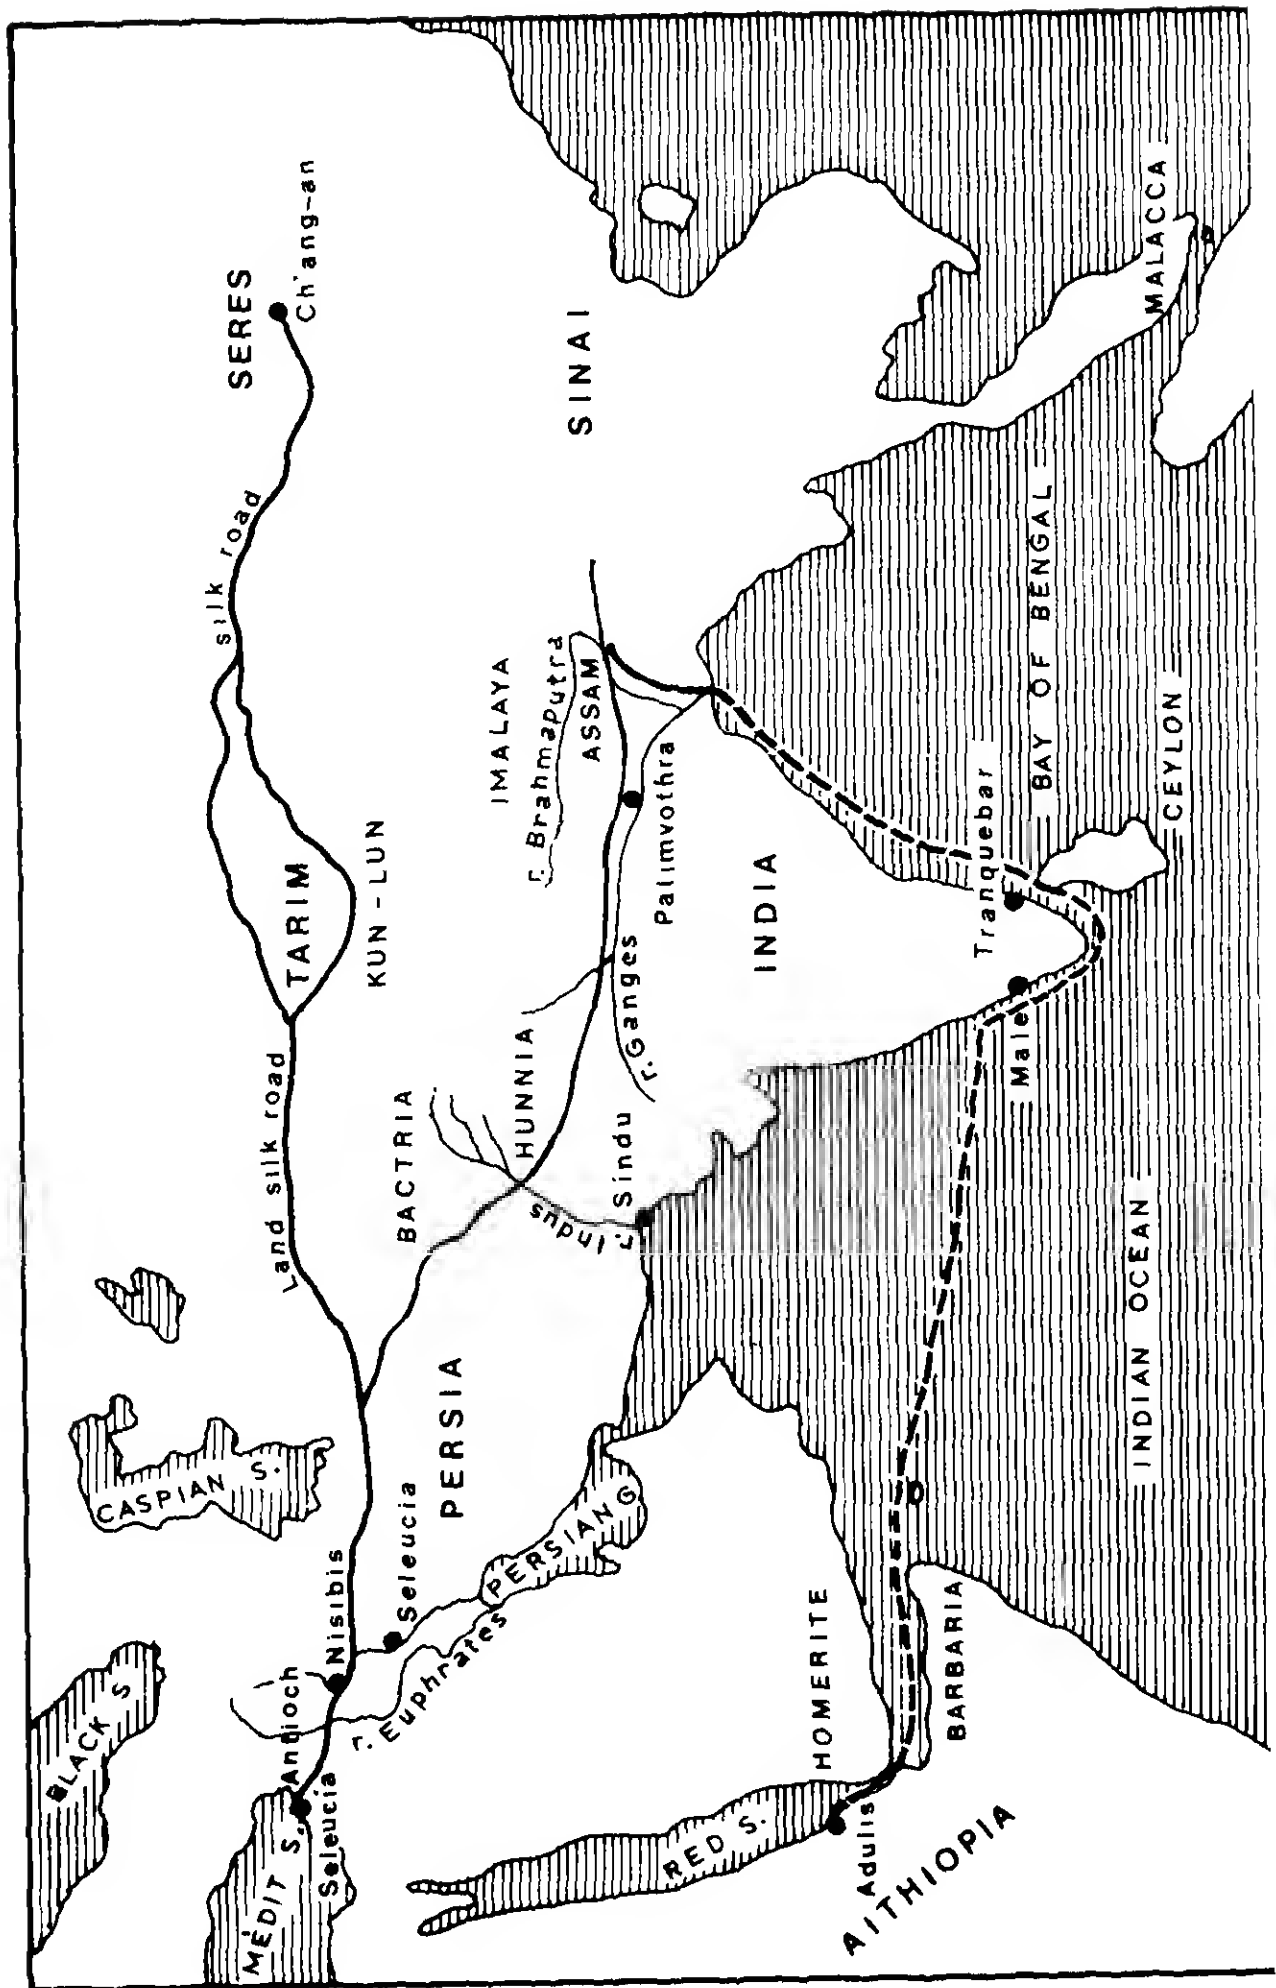 BLACK S
CASPIAN S.
MÉDIT S.
Antioch
Seleucia
Nisibis
Seleucia
r. Euphrates
PERSIAN G
PERSIA
Land silk road
TARIM
KUN-LUN
silk road
SERES
Ch'ang-an
BACTRIA
HUNNIA
r. Indus
Sindu
r. Ganges
IMALAYA
r. Brahmaputra
ASSAM
Palimvothra
INDIA
SINAI
RED S.
Adulis
AITHIOPIA
HOMERITE
BARBARIA
INDIAN OCEAN
Male
Tranquebar
BAY OF BENGAL
CEYLON
MALACCA